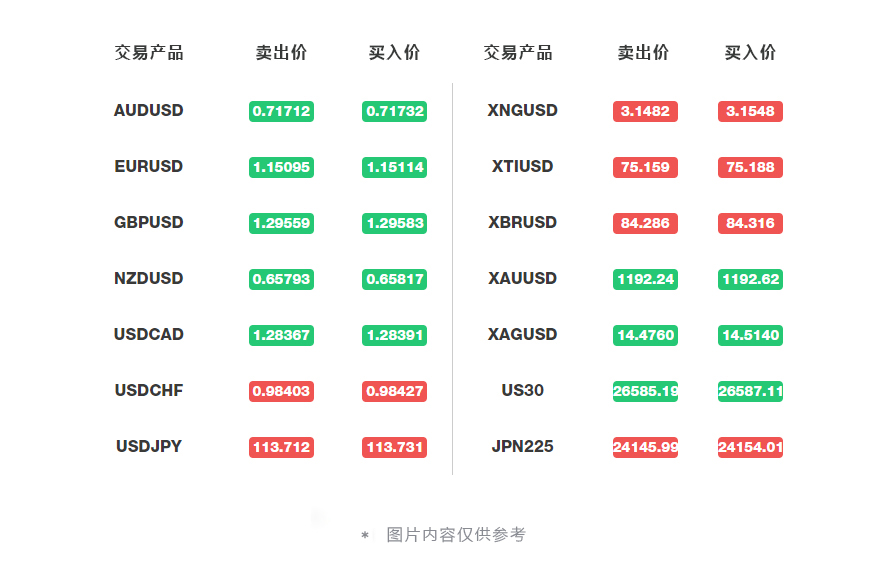 交易产品 卖出价 买入价 交易产品 卖出价 买入价
AUDUSD 0.71712 0.71732 XNGUSD 3.1482 3.1548
EURUSD 1.15095 1.15114 XTIUSD 75.159 75.188
GBPUSD 1.29559 1.29583 XBRUSD 84.286 84.316
NZDUSD 0.65793 0.65817 XAUUSD 1192.24 1192.62
USDCAD 1.28367 1.28391 XAGUSD 14.4760 14.5140
USDCHF 0.98403 0.98427 US30 26585.19 26587.11
USDJPY 113.712 113.731 JPN225 24145.99 24154.01
* 图片内容仅供参考